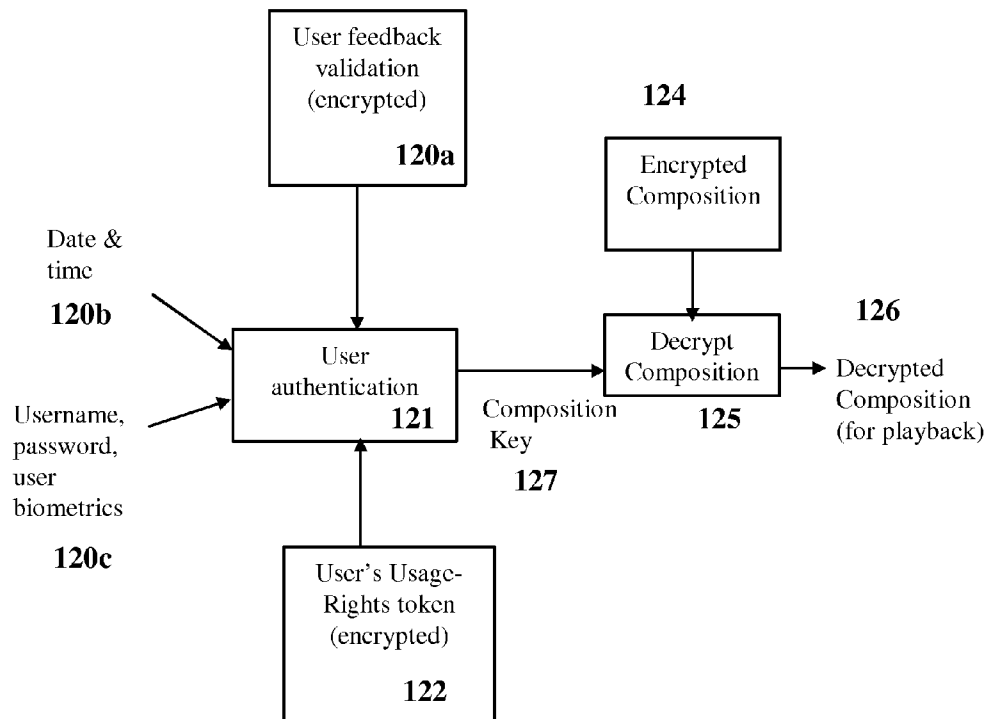 User feedback
validation
(encrypted)
120a
124
Encrypted
Composition
Date &
time
120b
126
User
authentication
121
Decrypt
Composition
125
Decrypted
Composition
(for playback)
Composition
Key
127
Username,
password,
user
biometrics
120c
User's Usage-
Rights token
(encrypted)
122